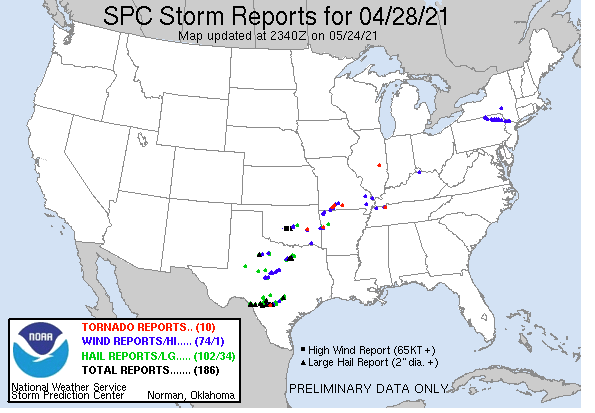 SPC Storm Reports for 04/28/21
Map updated at 2340Z on 05/24/21
TORNADO REPORTS.. (10)
WIND REPORTS/HI..... (74/1)
HAIL REPORTS/LG..... (102/34)
TOTAL REPORTS....... (186)
NOAA
National Weather Service
Storm Prediction Center Norman, Oklahoma
High Wind Report (65KT +)
Large Hail Report (2" dia. +)
PRELIMINARY DATA ONLY